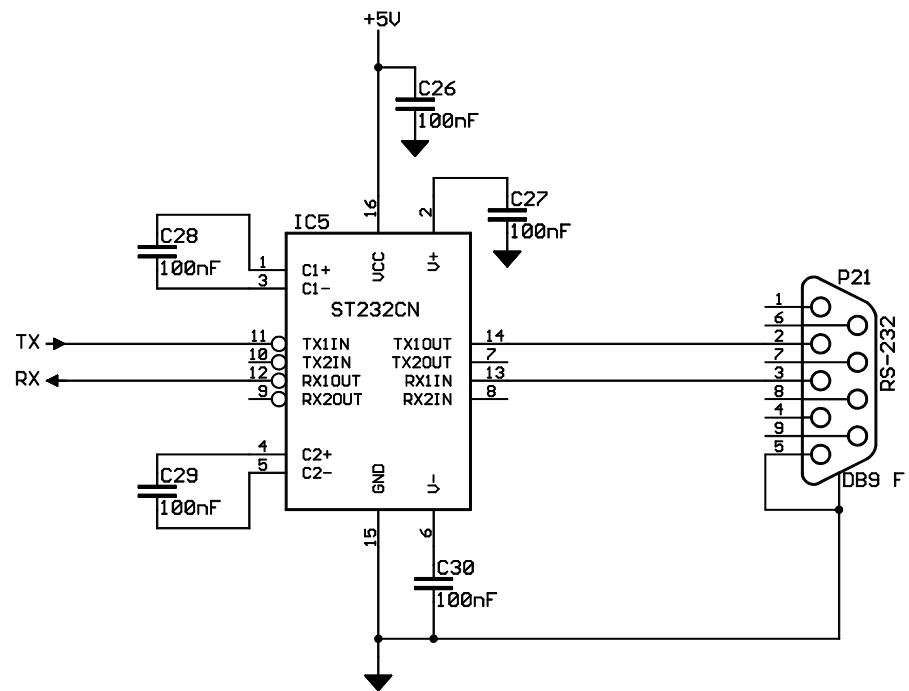 +5V
C26
100nF
16
2
C27
100nF
IC5
C28
100nF
VCC
V+
1
C1+
3
C1-
ST232CN
P21
RS-232
1
6
2
7
3
8
4
9
5
TX
11
TX1IN
TX1OUT
14
10
TX2IN
TX2OUT
7
RX
12
RX1OUT
RX1IN
13
9
RX2OUT
RX2IN
8
4
C2+
5
C2-
C29
100nF
GND
V-
DB9 F
15
6
C30
100nF